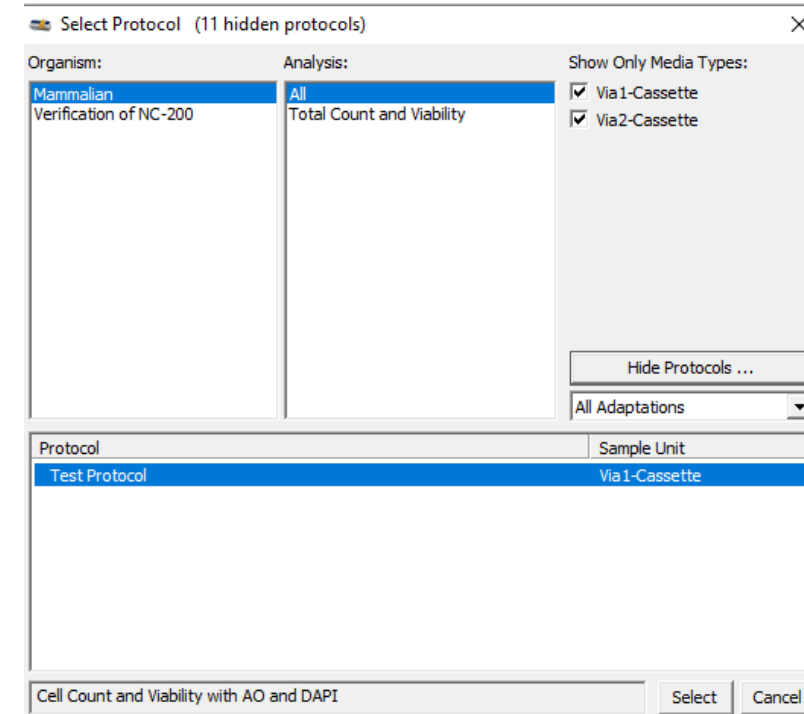 Select Protocol (11 hidden protocols)
Organism:
Analysis:
Show Only Media Types:
Mammalian
Verification of NC-200
All
Total Count and Viability
Via1-Cassette
Via2-Cassette
Hide Protocols ...
All Adaptations
Protocol Sample Unit
Test Protocol Via1-Cassette
Cell Count and Viability with AO and DAPI
Select
Cancel